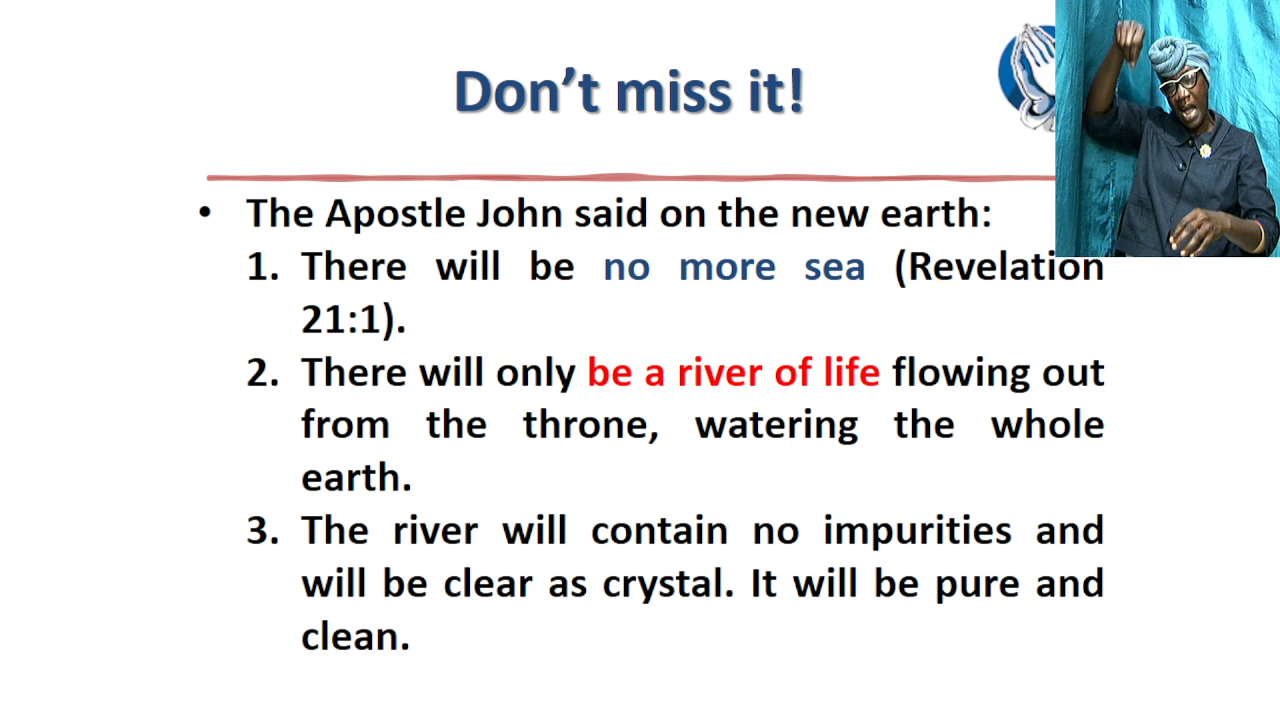 Don't miss it!
• The Apostle John said on the new earth:
1. There will be no more sea (Revelation
21:1).
2. There will only be a river of life flowing out
from the throne, watering the whole
earth.
3. The river will contain no impurities and
will be clear as crystal. It will be pure and
clean.